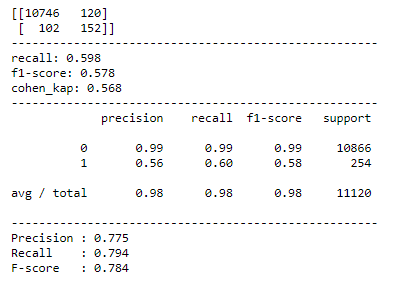 [[10746   120]
 [  102   152]]
-----------------------------------------------------
recall: 0.598
f1-score: 0.578
cohen_kap: 0.568
-----------------------------------------------------
             precision    recall  f1-score   support

          0       0.99      0.99      0.99     10866
          1       0.56      0.60      0.58       254

avg / total       0.98      0.98      0.98     11120

-----------------------------------------------------
Precision : 0.775
Recall    : 0.794
F-score   : 0.784